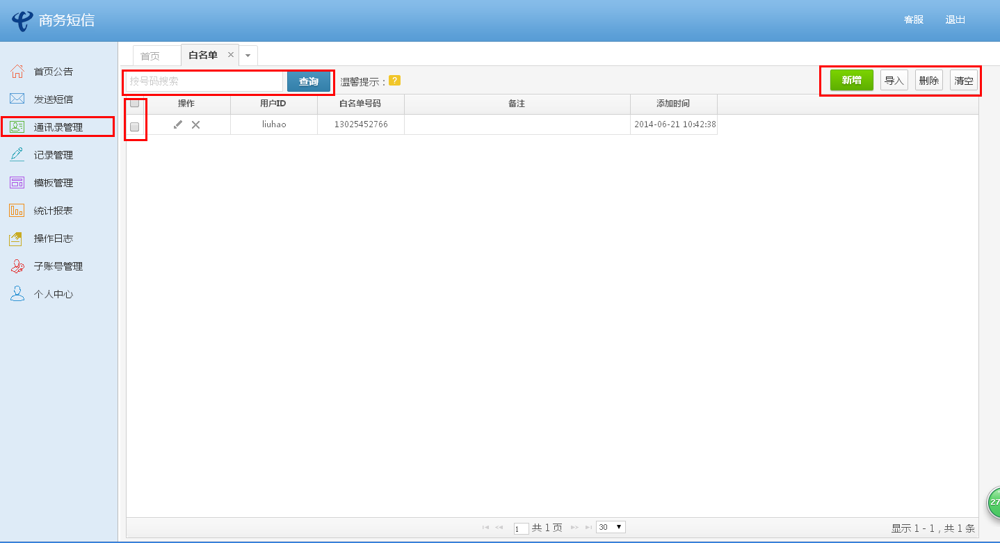 商务短信
客服 退出
首页公告
发送短信
通讯录管理
记录管理
模板管理
统计报表
操作日志
子账号管理
个人中心
首页 白名单 ×
按号码搜索 查询 温馨提示： ? 新增 导入 删除 清空
操作 用户ID 白名单号码 备注 添加时间
liuhao 13025452766 2014-06-21 10:42:38
1 共 1 页 30 显示 1 - 1，共 1 条